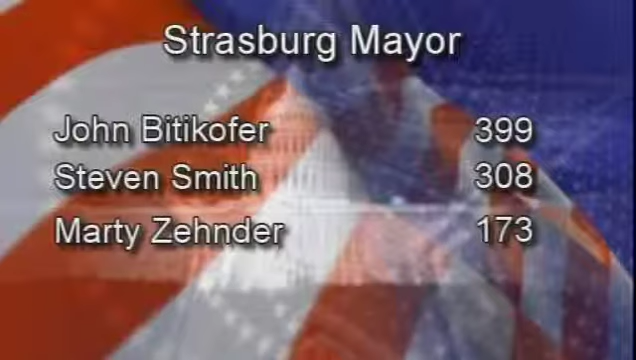 Strasburg Mayor
John Bitikofer 399
Steven Smith 308
Marty Zehnder 173